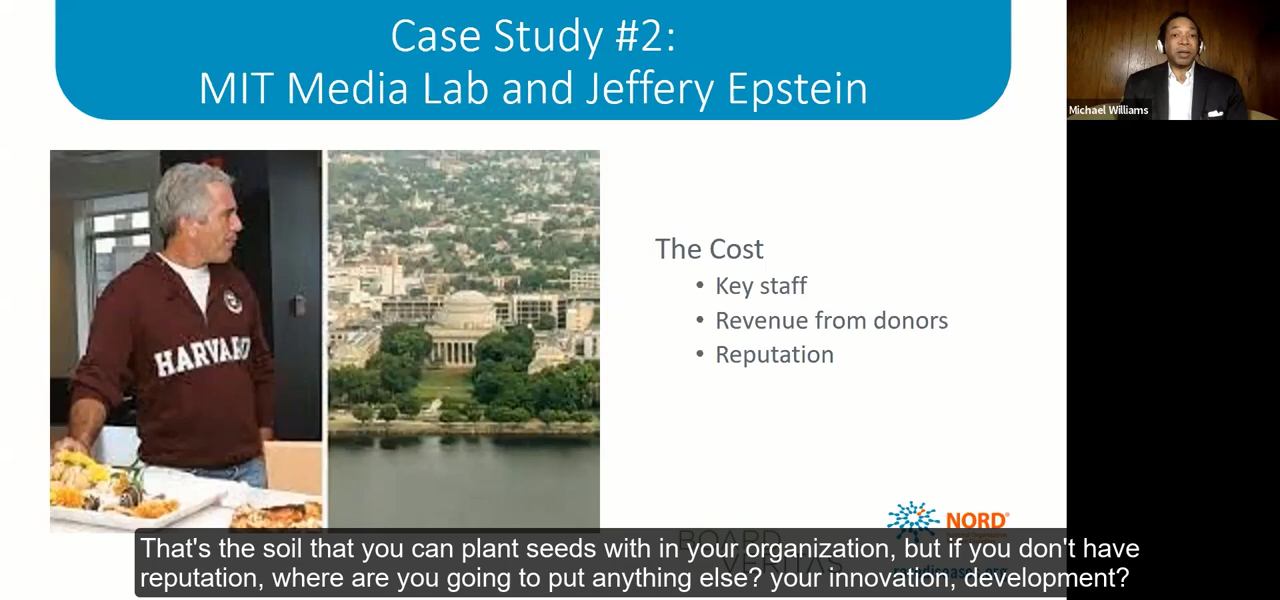 Case Study #2:
MIT Media Lab and Jeffery Epstein
Michael Williams
HARVARD
The Cost
• Key staff
• Revenue from donors
• Reputation
NORD®
BOARD
VERITAS
That's the soil that you can plant seeds with in your organization, but if you don't have
reputation, where are you going to put anything else? your innovation, development?